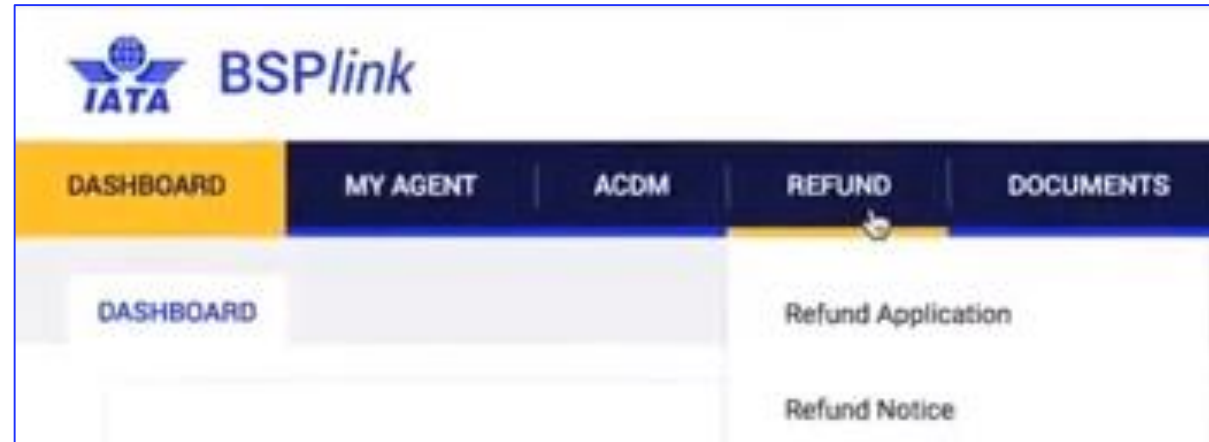 IATA BSPlink
DASHBOARD MY AGENT ACDM REFUND DOCUMENTS
DASHBOARD Refund Application
Refund Notice